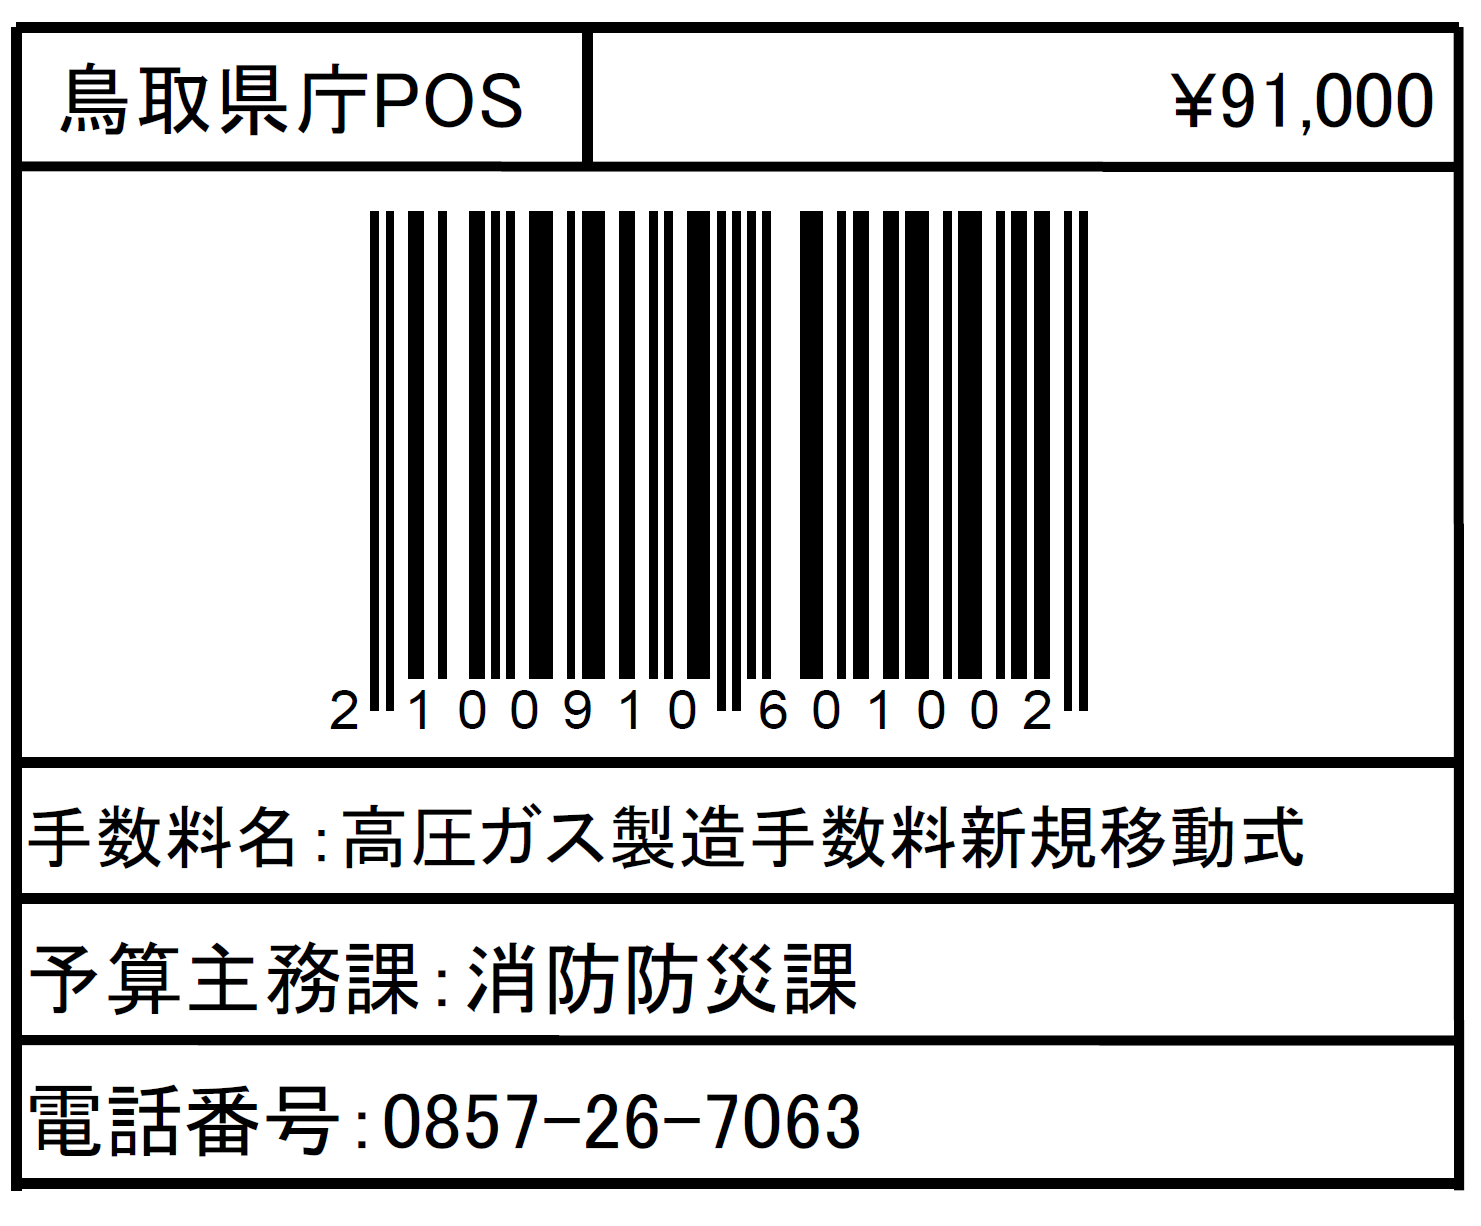 鳥取県庁POS ¥91,000
2 100910 601002
手数料名:高圧ガス製造手数料新規移動式
予算主務課:消防防災課
電話番号:0857-26-7063